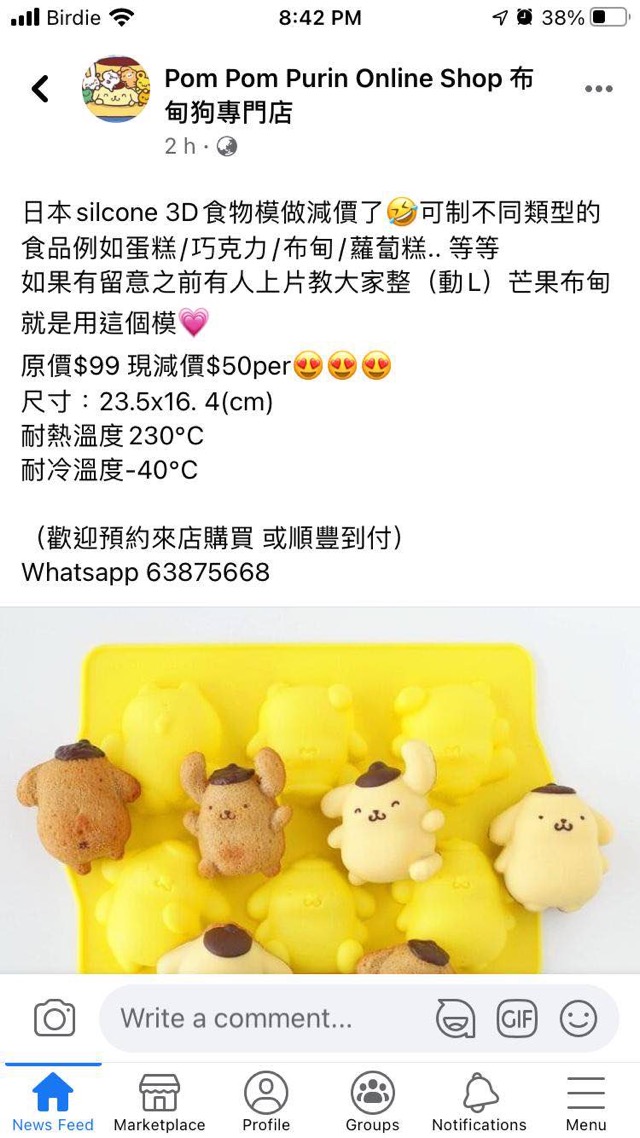 Birdie 8:42 PM 38%
Pom Pom Purin Online Shop 布
甸狗專門店
2 h ·
日本silcone 3D食物模做減價了🤣可制不同類型的
食品例如蛋糕/巧克力/布甸/蘿蔔糕.. 等等
如果有留意之前有人上片教大家整（動L）芒果布甸
就是用這個模💗
原價$99 現減價$50per😍😍😍
尺寸：23.5x16. 4(cm)
耐熱溫度230°C
耐冷溫度-40°C
（歡迎預約來店購買 或順豐到付）
Whatsapp 63875668
Write a comment...
GIF
News Feed Marketplace Profile Groups Notifications Menu